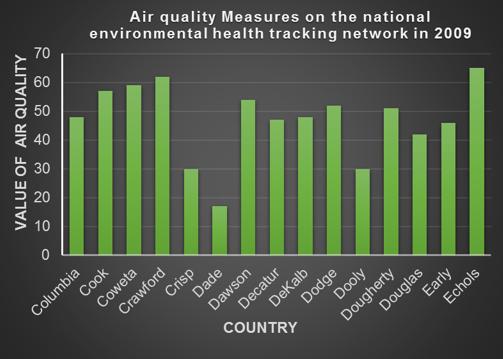 Air quality Measures on the national
environmental health tracking network in 2009
VALUE OF AIR QUALITY
70
60
50
40
30
20
10
0
Columbia
Cook
Coweta
Crawford
Crisp
Dade
Dawson
Decatur
DeKalb
Dodge
Dooly
Dougherty
Douglas
Early
Echols
COUNTRY